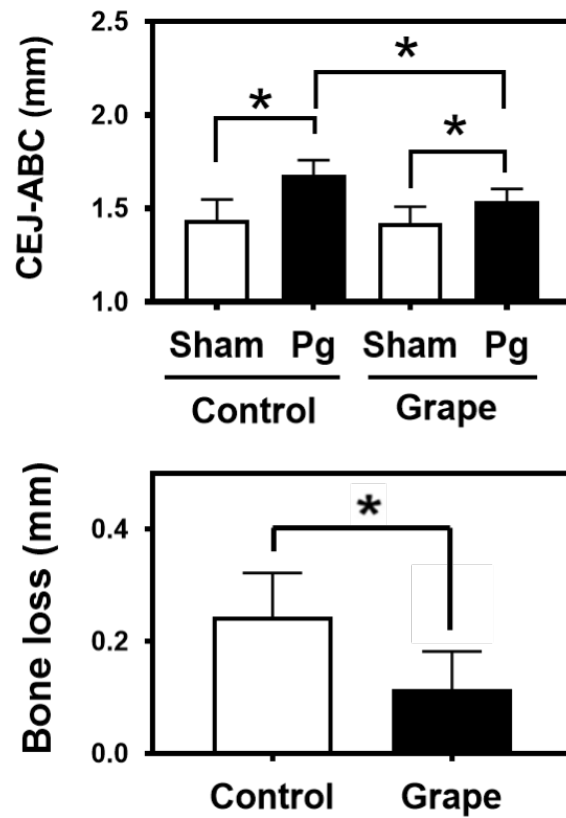 CEJ-ABC (mm)
2.5
2.0
1.5
1.0
*
*
*
Sham Pg Sham Pg
Control Grape
Bone loss (mm)
0.4
0.2
0.0
*
Control Grape